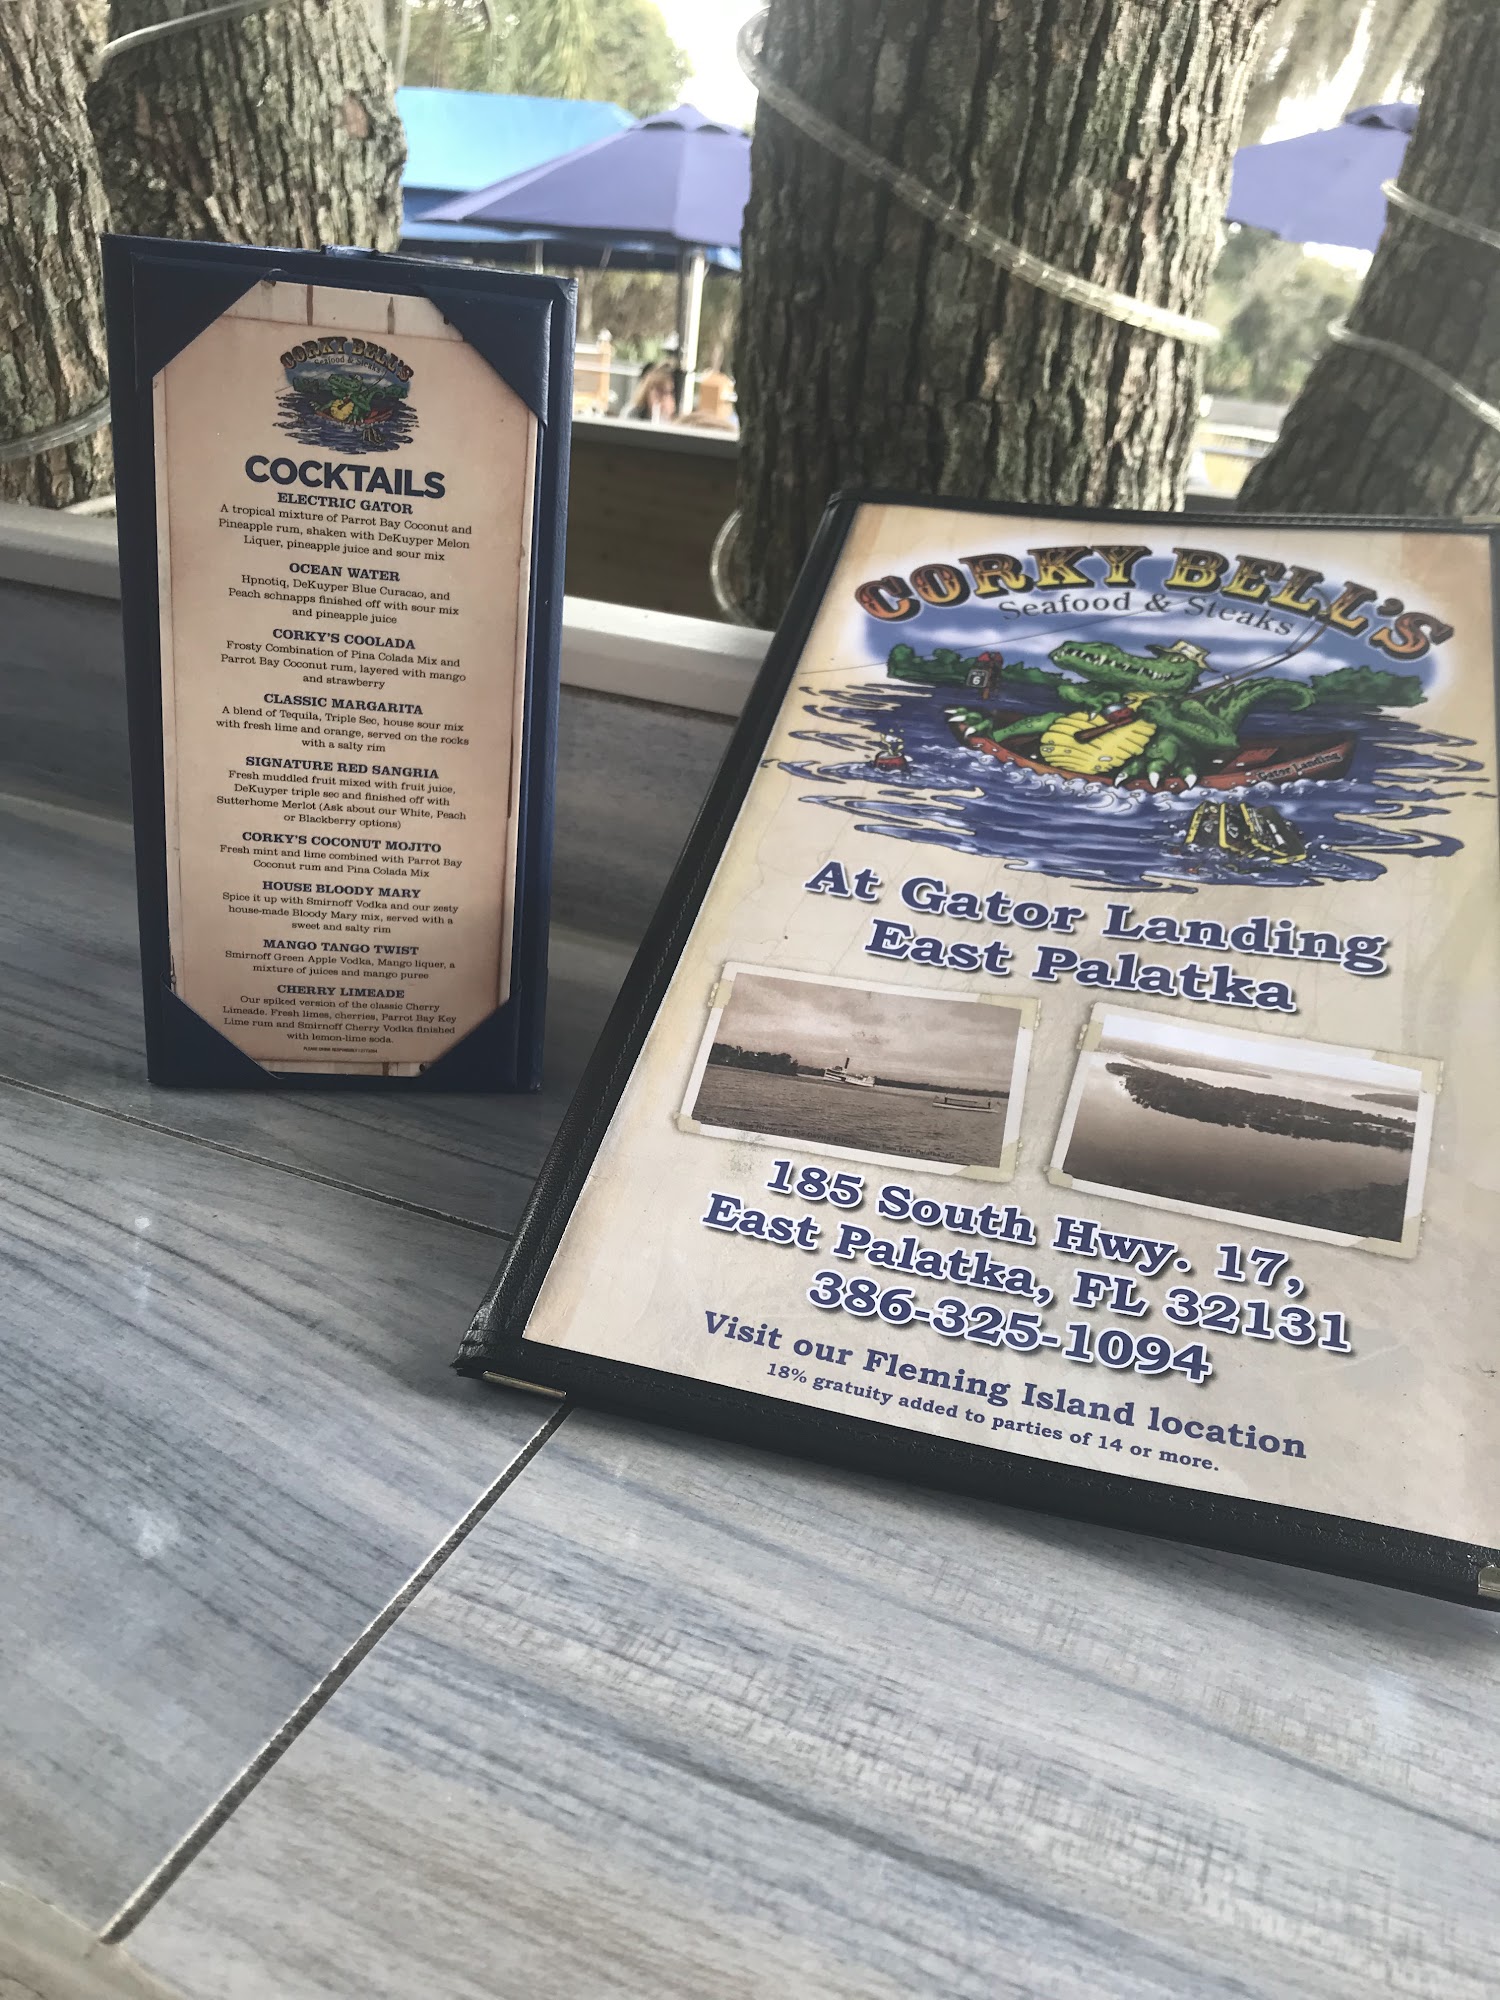 CORKY BELL'S
Seafood & Steaks
COCKTAILS
ELECTRIC GATOR
A tropical mixture of Parrot Bay Coconut and
Pineapple rum, shaken with DeKuyper Melon
Liquer, pineapple juice and sour mix
OCEAN WATER
Hpnotiq, DeKuyper Blue Curacao, and
Peach schnapps finished off with sour mix
and pineapple juice
CORKY'S COOLADA
Frosty Combination of Pina Colada Mix and
Parrot Bay Coconut rum, layered with mango
and strawberry
CLASSIC MARGARITA
A blend of Tequila, Triple Sec, house sour mix
with fresh lime and orange, served on the rocks
with a salty rim
SIGNATURE RED SANGRIA
Fresh muddled fruit mixed with fruit juice,
DeKuyper triple sec and finished off with
Sutterhome Merlot (Ask about our White, Peach
or Blackberry options)
CORKY'S COCONUT MOJITO
Fresh mint and lime combined with Parrot Bay
Coconut rum and Pina Colada Mix
HOUSE BLOODY MARY
Spice it up with Smirnoff Vodka and our zesty
house-made Bloody Mary mix, served with a
sweet and salty rim
MANGO TANGO TWIST
Smirnoff Green Apple Vodka, Mango liquer, a
mixture of juices and mango puree
CHERRY LIMEADE
Our spiked version of the classic Cherry
Limeade. Fresh limes, cherries, Parrot Bay Key
Lime rum and Smirnoff Cherry Vodka finished
with lemon-lime soda.
PLEASE DRINK RESPONSIBLY
CORKY BELL'S
Seafood & Steaks
6
Gator Landing
At Gator Landing
East Palatka
185 South Hwy. 17,
East Palatka, FL 32131
386-325-1094
Visit our Fleming Island location
18% gratuity added to parties of 14 or more.